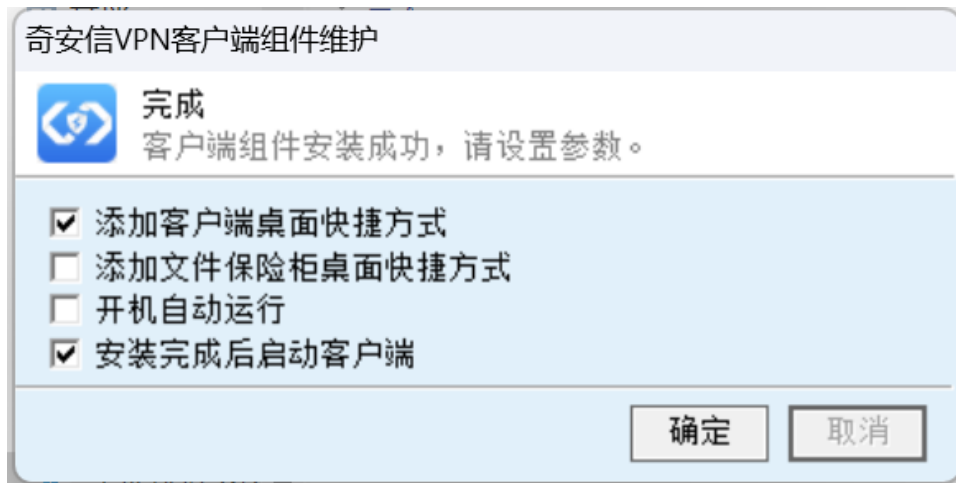 奇安信VPN客户端组件维护
完成
客户端组件安装成功，请设置参数。
添加客户端桌面快捷方式
添加文件保险柜桌面快捷方式
开机自动运行
安装完成后启动客户端
确定
取消